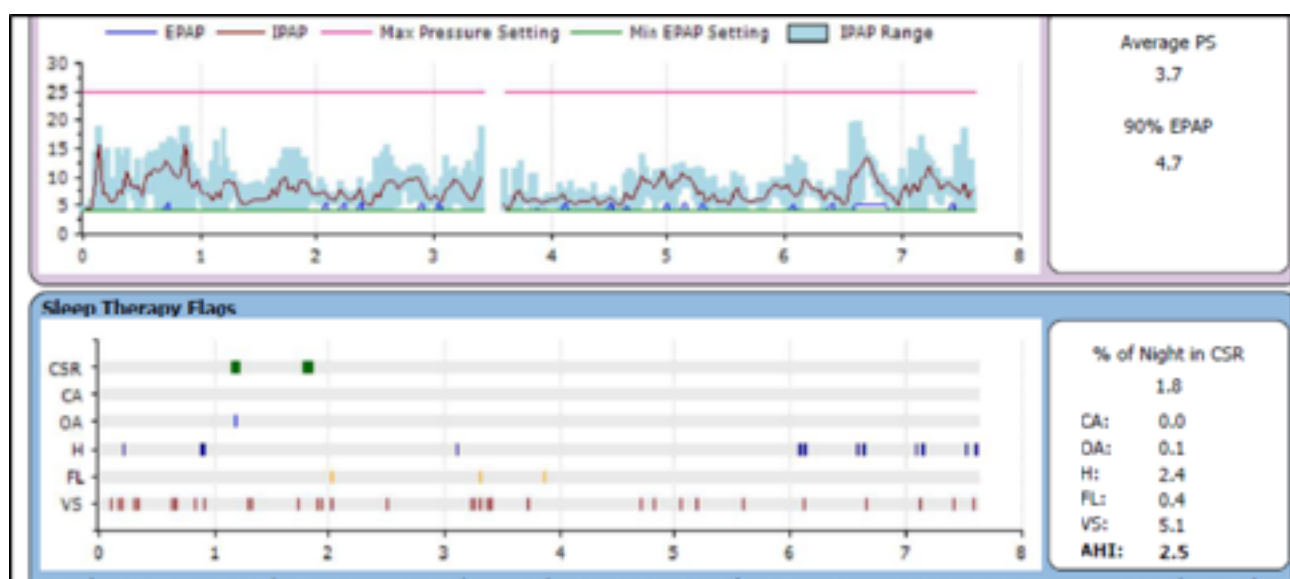 EPAP IPAP Max Pressure Setting Min EPAP Setting IPAP Range
30
25
20
15
10
5
0
0 1 2 3 4 5 6 7 8
Average PS
3.7
90% EPAP
4.7
Sleep Therapy Flags
CSR
CA
OA
H
FL
VS
0 1 2 3 4 5 6 7 8
% of Night in CSR
1.8
CA: 0.0
OA: 0.1
H: 2.4
FL: 0.4
VS: 5.1
AHI: 2.5